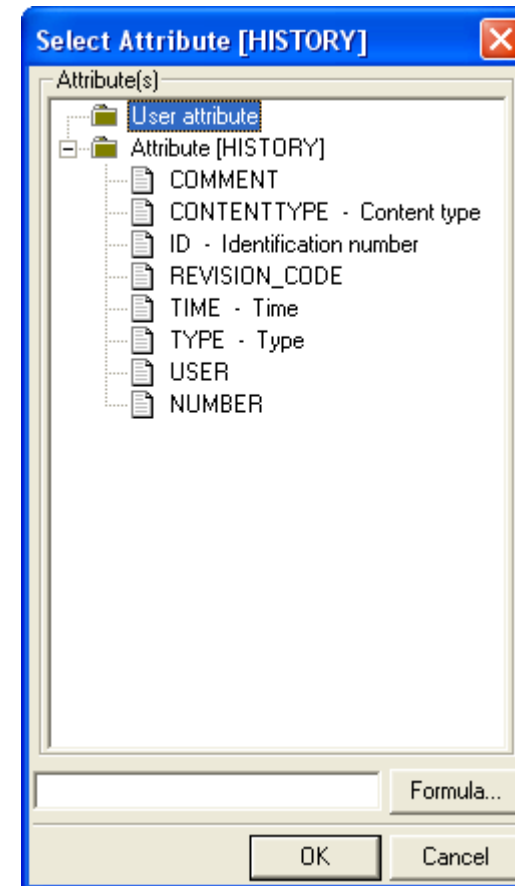 Select Attribute [HISTORY]
Attribute(s)
User attribute
Attribute [HISTORY]
COMMENT
CONTENTTYPE - Content type
ID - Identification number
REVISION_CODE
TIME - Time
TYPE - Type
USER
NUMBER
Formula...
OK Cancel